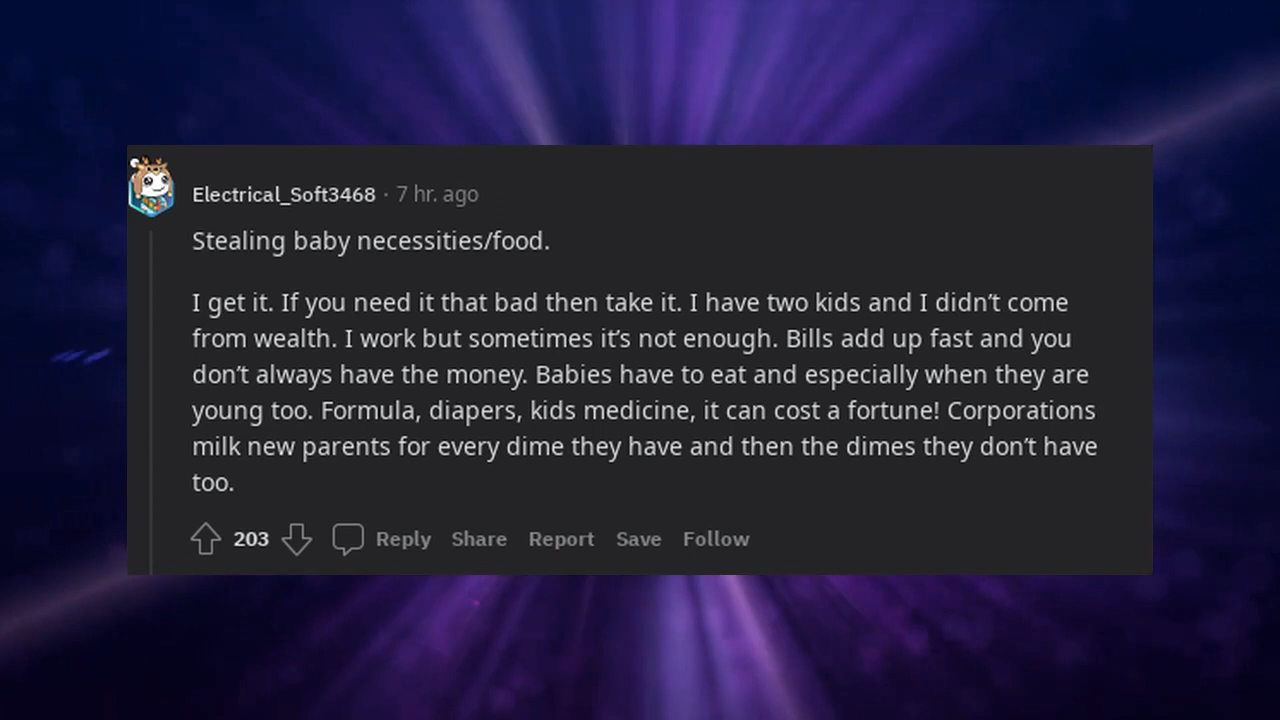 Electrical_Soft3468 · 7 hr. ago
Stealing baby necessities/food.
I get it. If you need it that bad then take it. I have two kids and I didn’t come
from wealth. I work but sometimes it’s not enough. Bills add up fast and you
don’t always have the money. Babies have to eat and especially when they are
young too. Formula, diapers, kids medicine, it can cost a fortune! Corporations
milk new parents for every dime they have and then the dimes they don’t have
too.
203 Reply Share Report Save Follow